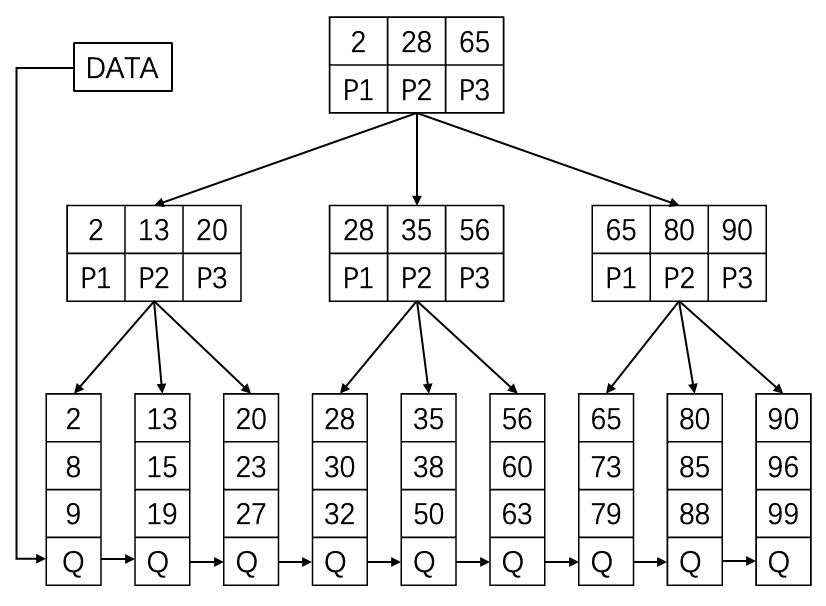 2 28 65
DATA
P1 P2 P3
2 13 20 28 35 56 65 80 90
P1 P2 P3 P1 P2 P3 P1 P2 P3
2 13 20 28 35 56 65 80 90
8 15 23 30 38 60 73 85 96
9 19 27 32 50 63 79 88 99
Q Q Q Q Q Q Q Q Q